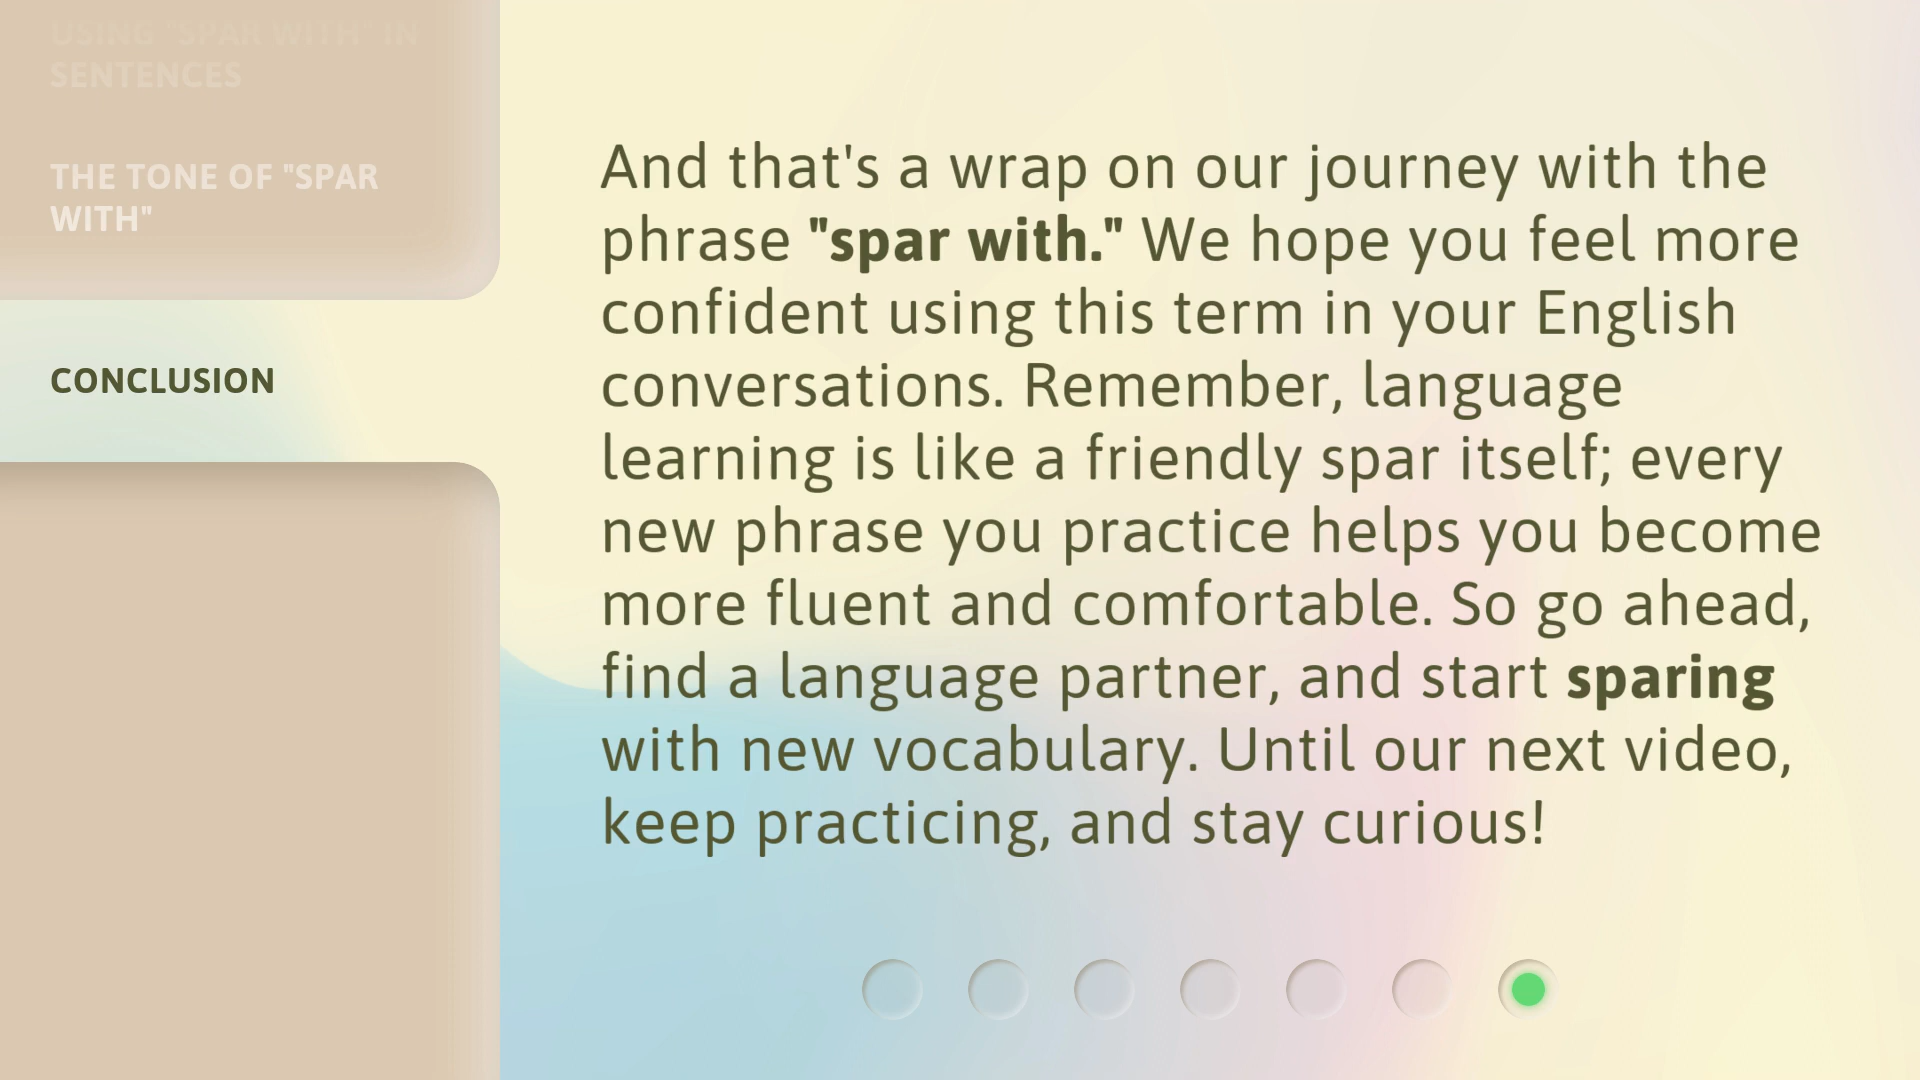 USING "SPAR WITH" IN
SENTENCES
THE TONE OF "SPAR
WITH"
CONCLUSION
And that's a wrap on our journey with the
phrase "spar with." We hope you feel more
confident using this term in your English
conversations. Remember, language
learning is like a friendly spar itself; every
new phrase you practice helps you become
more fluent and comfortable. So go ahead,
find a language partner, and start sparing
with new vocabulary. Until our next video,
keep practicing, and stay curious!